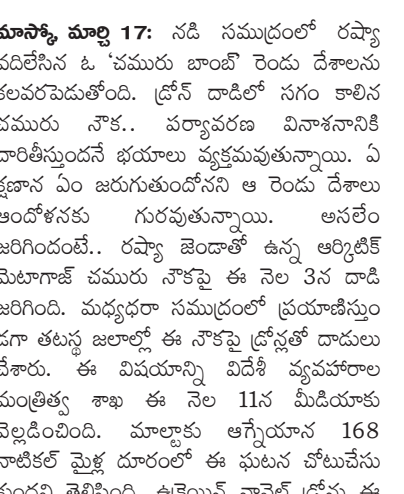 మాస్కో, మార్చి 17: నడి సముద్రంలో రష్యా
వదిలేసిన ఓ ‘చమురు బాంబ్’ రెండు దేశాలను
కలవరపెడుతోంది. డ్రోన్ దాడిలో సగం కాలిన
చమురు నౌక.. పర్యావరణ వినాశనానికి
దారితీస్తుందనే భయాలు వ్యక్తమవుతున్నాయి. ఏ
క్షణాన ఏం జరుగుతుందోనని ఆ రెండు దేశాలు
ఆందోళనకు గురవుతున్నాయి. అసలేం
జరిగిందంటే.. రష్యా జెండాతో ఉన్న ఆర్కిటిక్
మెటాగాజ్ చమురు నౌకపై ఈ నెల 3న దాడి
జరిగింది. మధ్యధరా సముద్రంలో ప్రయాణిస్తుం
డగా తటస్థ జలాల్లో ఈ నౌకపై డ్రోన్లతో దాడులు
చేశారు. ఈ విషయాన్ని విదేశీ వ్యవహారాల
మంత్రిత్వ శాఖ ఈ నెల 11న మీడియాకు
వెల్లడించింది. మాల్టాకు ఆగ్నేయాన 168
నాటికల్ మైళ్ల దూరంలో ఈ ఘటన చోటుచేసు
కుందని తెలిపింది. ఉక్రెయిన్ నావెల్ డ్రోన్లు ఈ